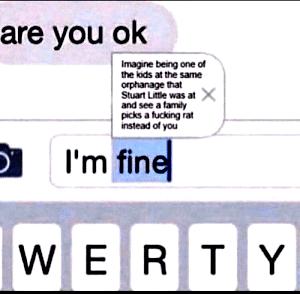 are you ok
Imagine being one of
the kids at the same
orphanage that
Stuart Little was at
and see a family
picks a fucking rat
instead of you
I'm fine
W E R T Y